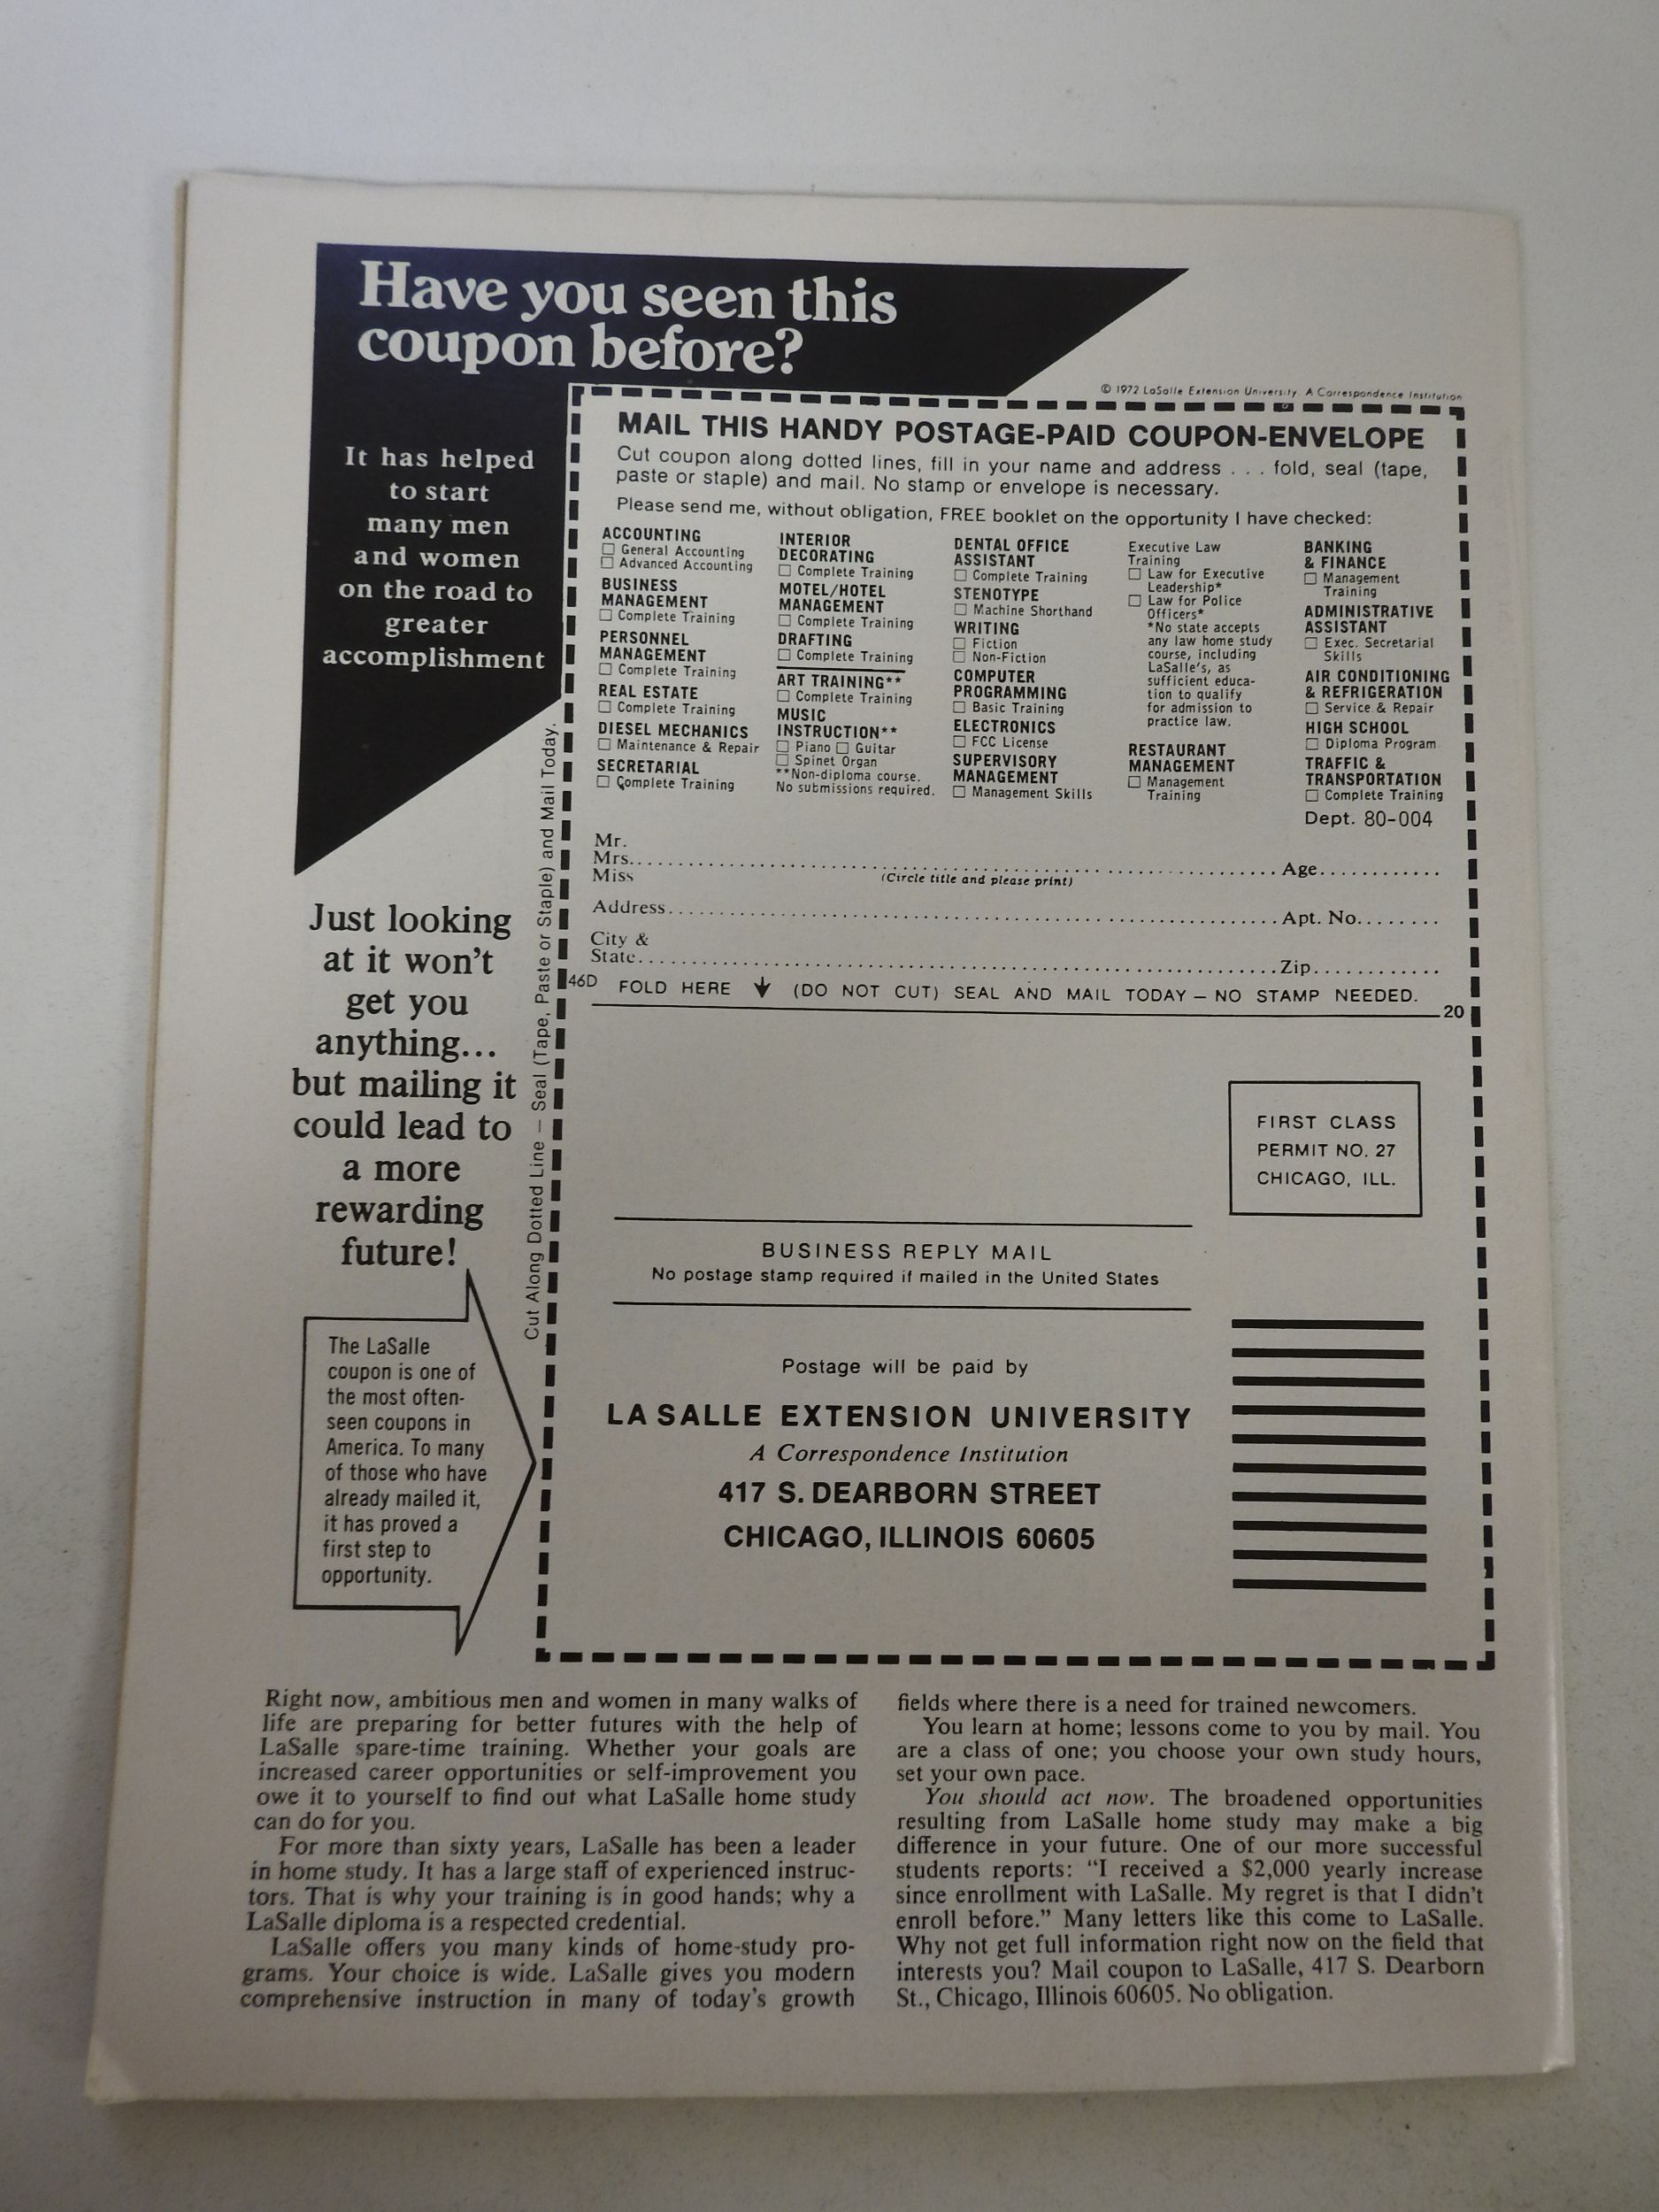 Have you seen this
coupon before?
It has helped
to start
many men
and women
on the road to
greater
accomplishment
Just looking
at it won't
get you
anything...
but mailing it
could lead to
a more
rewarding
future!
The LaSalle
coupon is one of
the most often-
seen coupons in
America. To many
of those who have
already mailed it,
it has proved a
first step to
opportunity.
Cut Along Dotted Line — Seal (Tape, Paste or Staple) and Mail Today.
© 1972 LaSalle Extension University. A Correspondence Institution
MAIL THIS HANDY POSTAGE-PAID COUPON-ENVELOPE
Cut coupon along dotted lines, fill in your name and address . . . fold, seal (tape,
paste or staple) and mail. No stamp or envelope is necessary.
Please send me, without obligation, FREE booklet on the opportunity I have checked:
ACCOUNTING
☐ General Accounting
☐ Advanced Accounting
BUSINESS
MANAGEMENT
☐ Complete Training
PERSONNEL
MANAGEMENT
☐ Complete Training
REAL ESTATE
☐ Complete Training
DIESEL MECHANICS
☐ Maintenance & Repair
SECRETARIAL
☐ Complete Training
INTERIOR
DECORATING
☐ Complete Training
MOTEL/HOTEL
MANAGEMENT
☐ Complete Training
DRAFTING
☐ Complete Training
ART TRAINING**
☐ Complete Training
MUSIC
INSTRUCTION**
☐ Piano ☐ Guitar
☐ Spinet Organ
**Non-diploma course.
No submissions required.
DENTAL OFFICE
ASSISTANT
☐ Complete Training
STENOTYPE
☐ Machine Shorthand
WRITING
☐ Fiction
☐ Non-Fiction
COMPUTER
PROGRAMMING
☐ Basic Training
ELECTRONICS
☐ FCC License
SUPERVISORY
MANAGEMENT
☐ Management Skills
Executive Law
Training
☐ Law for Executive
Leadership*
☐ Law for Police
Officers*
*No state accepts
any law home study
course, including
LaSalle's, as
sufficient educa-
tion to qualify
for admission to
practice law.
RESTAURANT
MANAGEMENT
☐ Management
Training
BANKING
& FINANCE
☐ Management
Training
ADMINISTRATIVE
ASSISTANT
☐ Exec. Secretarial
Skills
AIR CONDITIONING
& REFRIGERATION
☐ Service & Repair
HIGH SCHOOL
☐ Diploma Program
TRAFFIC &
TRANSPORTATION
☐ Complete Training
Dept. 80-004
Mr.
Mrs. Age
Miss (Circle title and please print)
Address Apt. No.
City &
State Zip
46D FOLD HERE ↓ (DO NOT CUT) SEAL AND MAIL TODAY — NO STAMP NEEDED.
20
FIRST CLASS
PERMIT NO. 27
CHICAGO, ILL.
BUSINESS REPLY MAIL
No postage stamp required if mailed in the United States
Postage will be paid by
LA SALLE EXTENSION UNIVERSITY
A Correspondence Institution
417 S. DEARBORN STREET
CHICAGO, ILLINOIS 60605
Right now, ambitious men and women in many walks of
life are preparing for better futures with the help of
LaSalle spare-time training. Whether your goals are
increased career opportunities or self-improvement you
owe it to yourself to find out what LaSalle home study
can do for you.
For more than sixty years, LaSalle has been a leader
in home study. It has a large staff of experienced instruc-
tors. That is why your training is in good hands; why a
LaSalle diploma is a respected credential.
LaSalle offers you many kinds of home-study pro-
grams. Your choice is wide. LaSalle gives you modern
comprehensive instruction in many of today's growth
fields where there is a need for trained newcomers.
You learn at home; lessons come to you by mail. You
are a class of one; you choose your own study hours,
set your own pace.
You should act now. The broadened opportunities
resulting from LaSalle home study may make a big
difference in your future. One of our more successful
students reports: "I received a $2,000 yearly increase
since enrollment with LaSalle. My regret is that I didn't
enroll before." Many letters like this come to LaSalle.
Why not get full information right now on the field that
interests you? Mail coupon to LaSalle, 417 S. Dearborn
St., Chicago, Illinois 60605. No obligation.